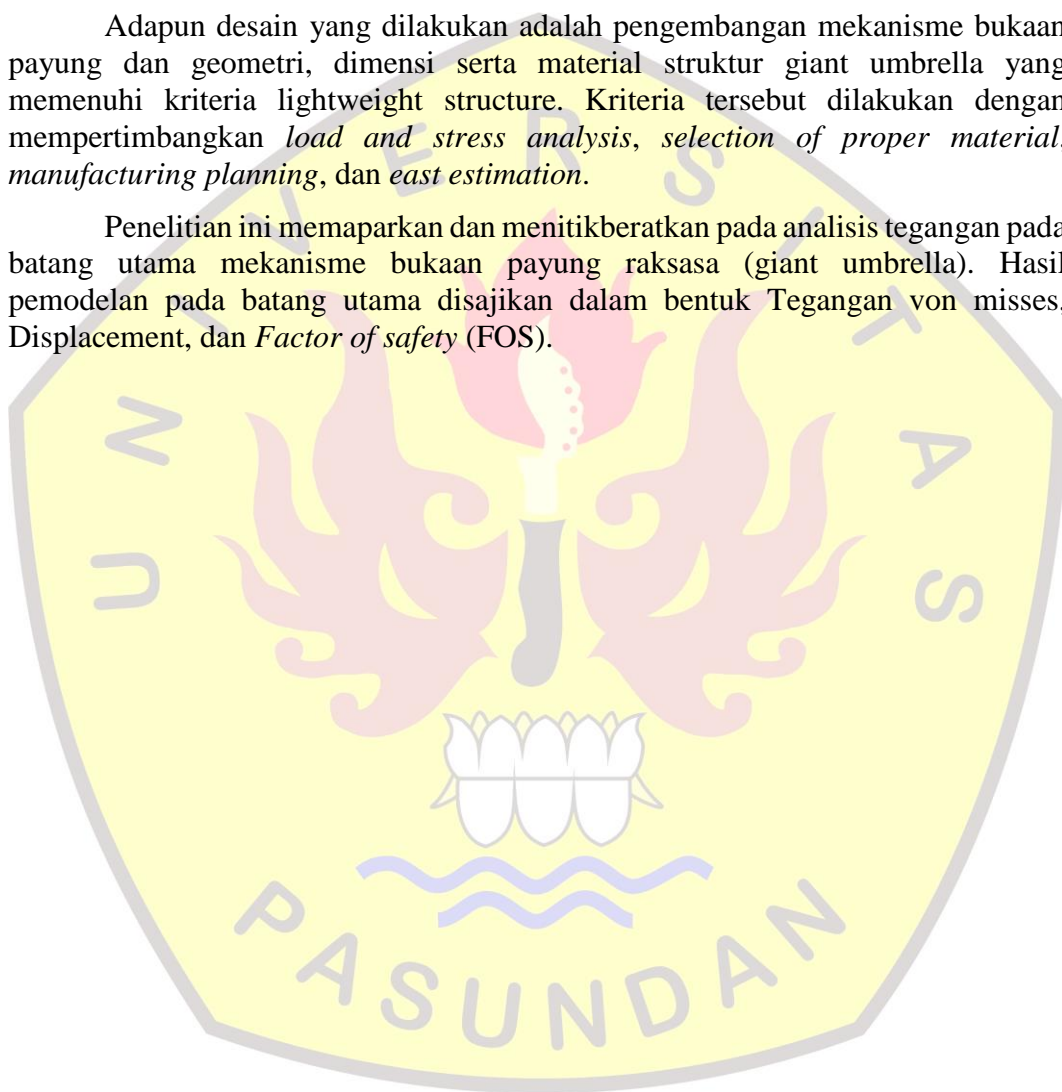 Adapun desain yang dilakukan adalah pengembangan mekanisme bukaan
payung dan geometri, dimensi serta material struktur giant umbrella yang
memenuhi kriteria lightweight structure. Kriteria tersebut dilakukan dengan
mempertimbangkan load and stress analysis, selection of proper material,
manufacturing planning, dan east estimation.
Penelitian ini memaparkan dan menitikberatkan pada analisis tegangan pada
batang utama mekanisme bukaan payung raksasa (giant umbrella). Hasil
pemodelan pada batang utama disajikan dalam bentuk Tegangan von misses,
Displacement, dan Factor of safety (FOS).
UNIVERSITAS
PASUNDAN